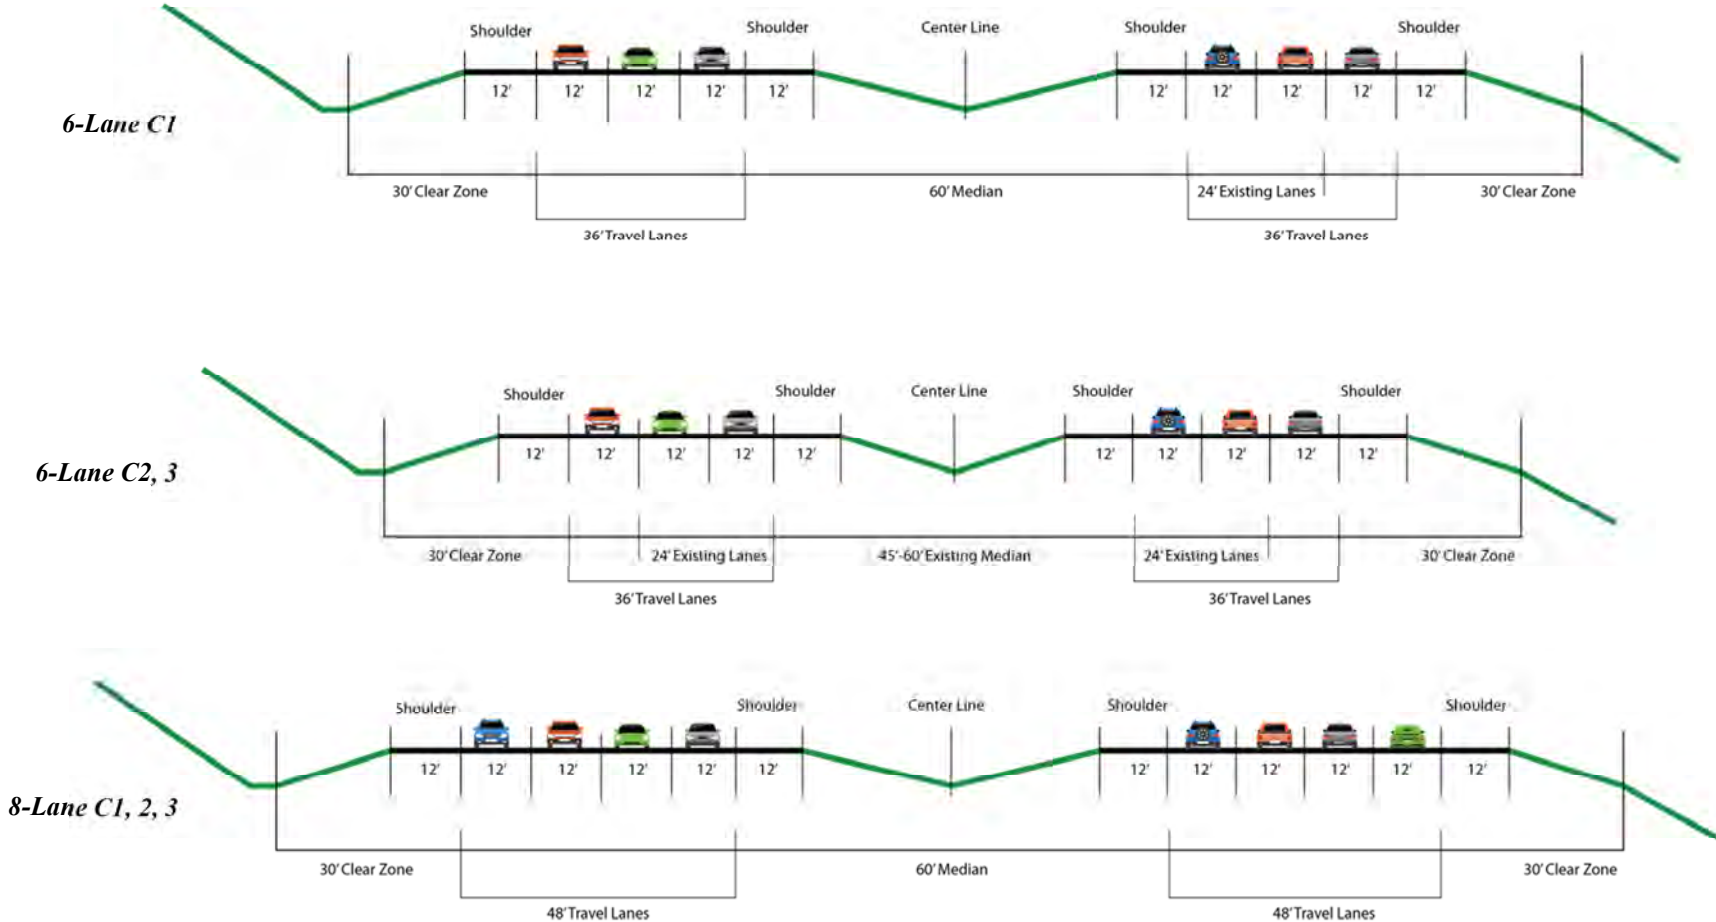 Shoulder Shoulder Center Line Shoulder Shoulder
12' 12' 12' 12' 12' 12' 12' 12' 12' 12'
6-Lane C1
30' Clear Zone 60' Median 24' Existing Lanes 30' Clear Zone
36' Travel Lanes 36' Travel Lanes
Shoulder Shoulder Center Line Shoulder Shoulder
12' 12' 12' 12' 12' 12' 12' 12' 12' 12'
6-Lane C2, 3
30' Clear Zone 24' Existing Lanes 45'-60' Existing Median 24' Existing Lanes 30' Clear Zone
36' Travel Lanes 36' Travel Lanes
Shoulder Shoulder Center Line Shoulder Shoulder
12' 12' 12' 12' 12' 12' 12' 12' 12' 12' 12' 12'
8-Lane C1, 2, 3
30' Clear Zone 60' Median 30' Clear Zone
48' Travel Lanes 48' Travel Lanes